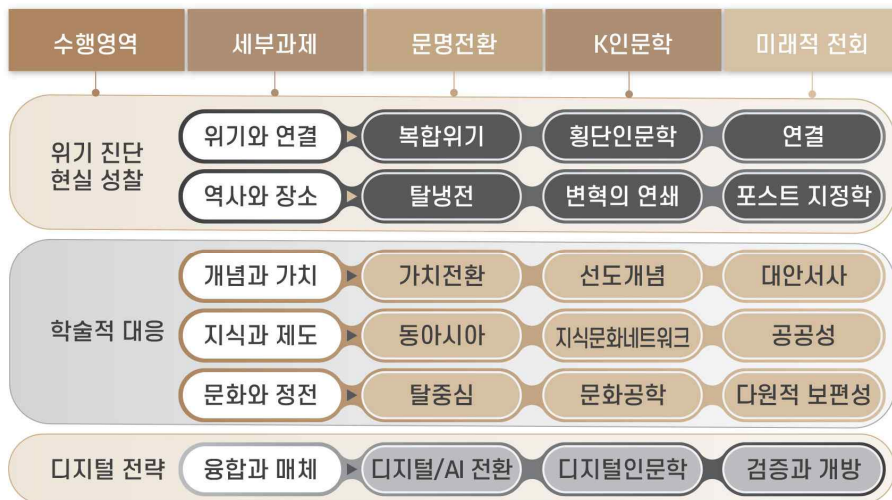 수행영역 세부과제 문명전환 K인문학 미래적 전회
위기 진단
현실 성찰
위기와 연결 복합위기 횡단인문학 연결
역사와 장소 탈냉전 변혁의 연쇄 포스트 지정학
학술적 대응
개념과 가치 가치전환 선도개념 대안서사
지식과 제도 동아시아 지식문화네트워크 공공성
문화와 정전 탈중심 문화공학 다원적 보편성
디지털 전략 융합과 매체 디지털/AI 전환 디지털인문학 검증과 개방